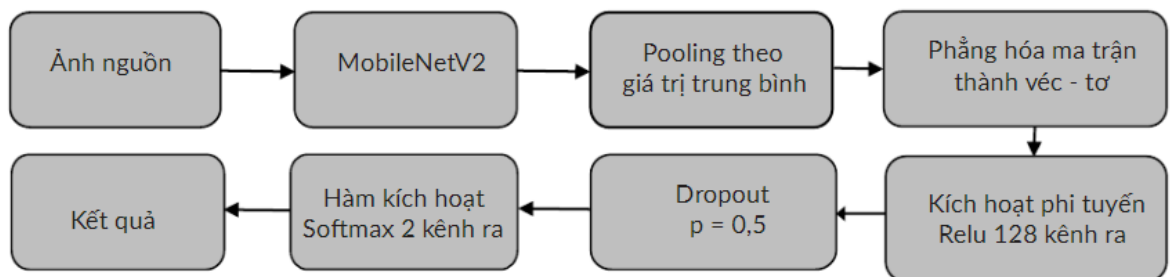 Ảnh nguồn
MobileNetV2
Pooling theo
giá trị trung bình
Phẳng hóa ma trận
thành véc - tơ
Kích hoạt phi tuyến
Relu 128 kênh ra
Dropout
p = 0,5
Hàm kích hoạt
Softmax 2 kênh ra
Kết quả